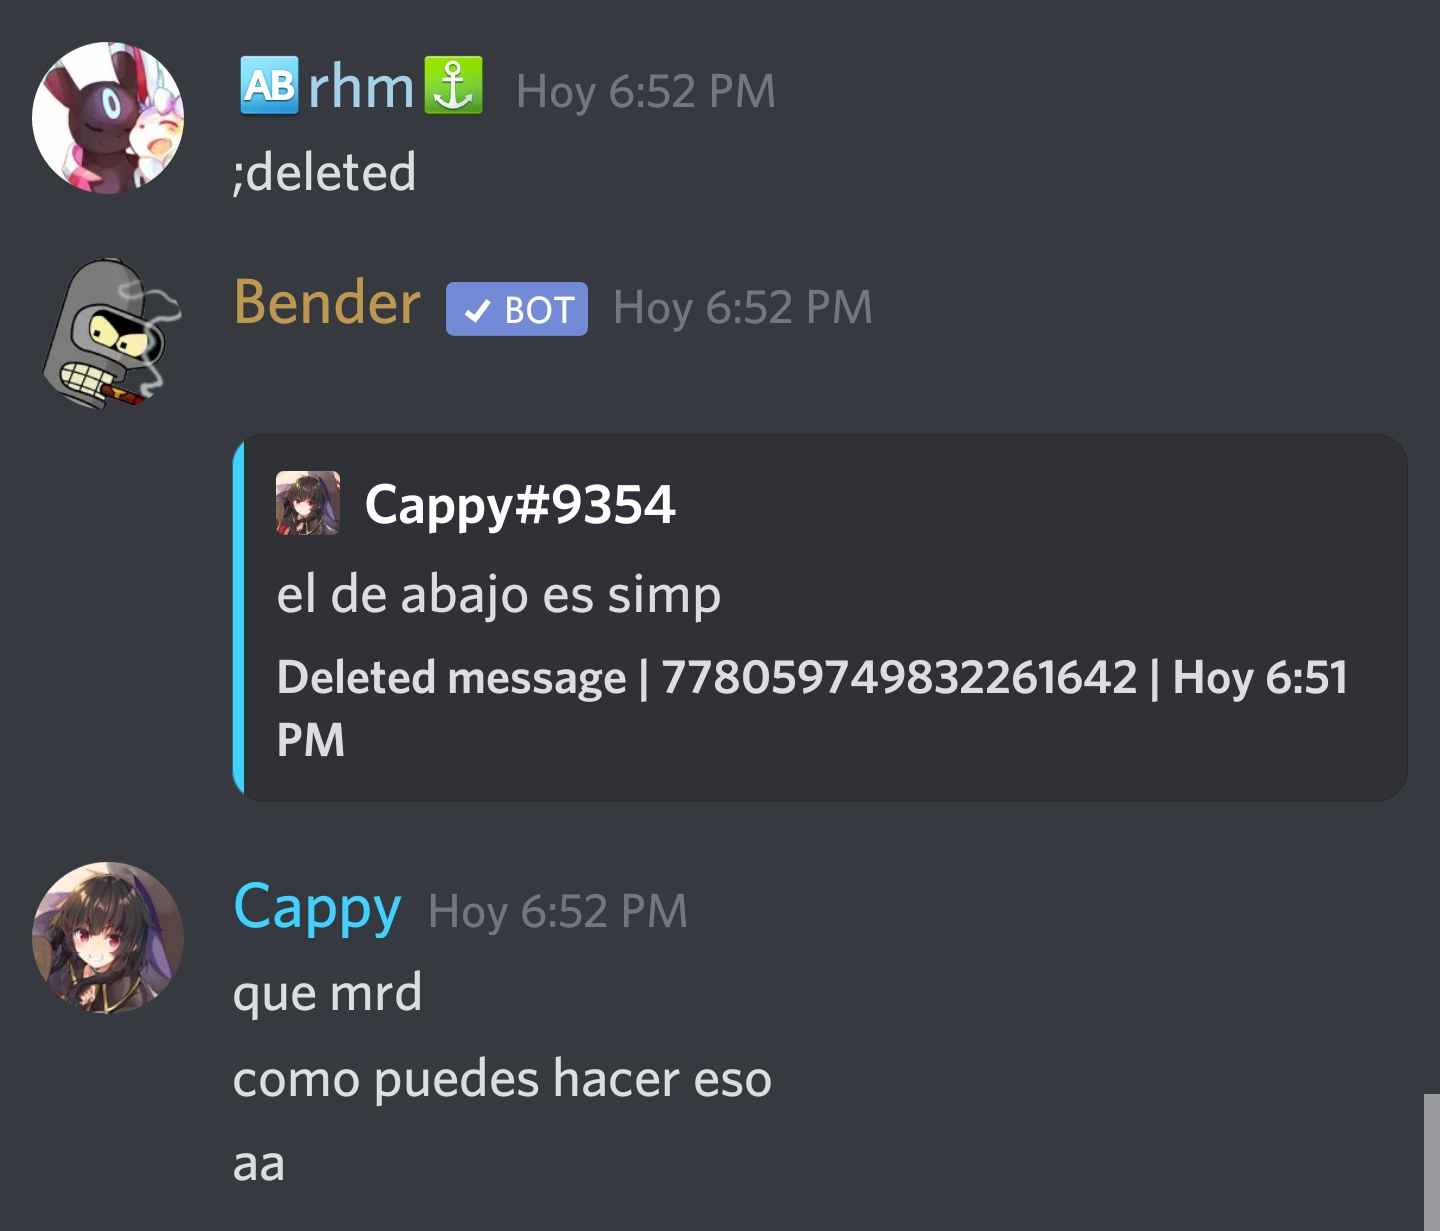 🆎rhm⚓ Hoy 6:52 PM
;deleted
Bender ✓ BOT Hoy 6:52 PM
Cappy#9354
el de abajo es simp
Deleted message | 778059749832261642 | Hoy 6:51
PM
Cappy Hoy 6:52 PM
que mrd
como puedes hacer eso
aa